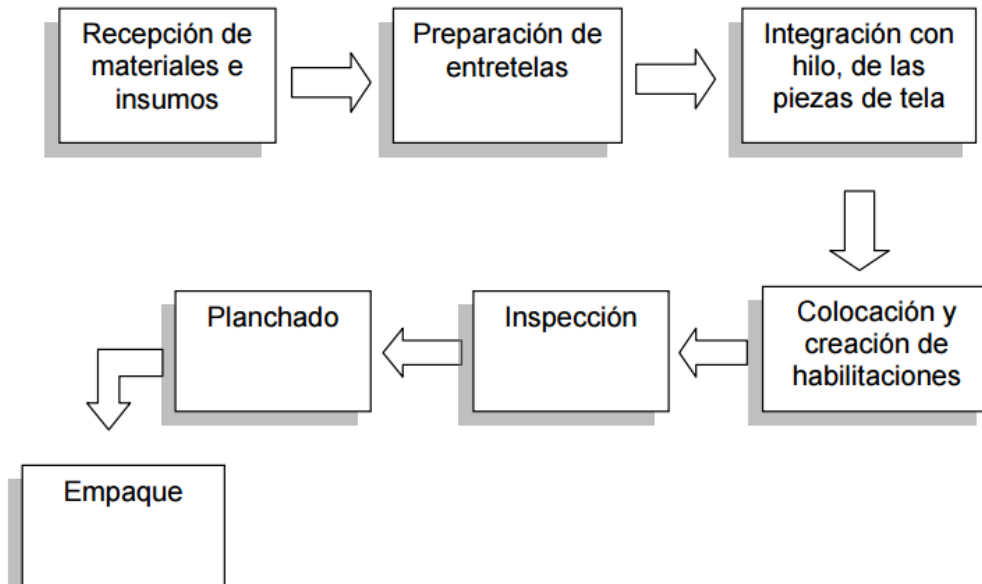 Recepción de
materiales e
insumos
Preparación de
entretelas
Integración con
hilo, de las
piezas de tela
Colocación y
creación de
habilitaciones
Inspección
Planchado
Empaque